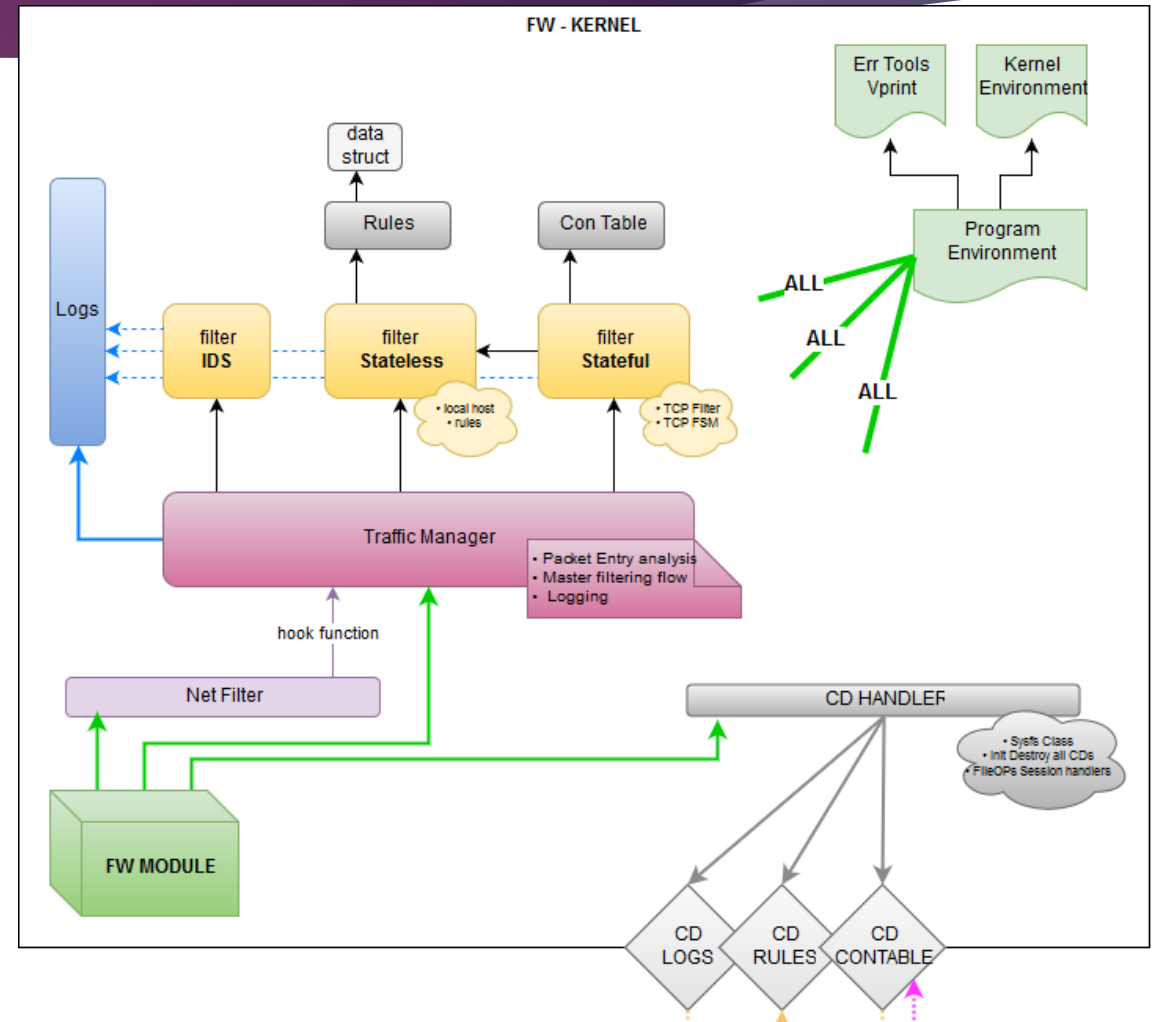 FW - KERNEL
Err Tools
Vprint
Kernel
Environment
data
struct
Rules
Con Table
Program
Environment
Logs
filter
IDS
filter
Stateless
filter
Stateful
• local host
• rules
• TCP Filter
• TCP FSM
ALL
ALL
ALL
Traffic Manager
• Packet Entry analysis
• Master filtering flow
• Logging
hook function
Net Filter
CD HANDLER
• Sysfs Class
• Init Destroy all CDs
• FileOPs Session handlers
FW MODULE
CD
LOGS
CD
RULES
CD
CONTABLE